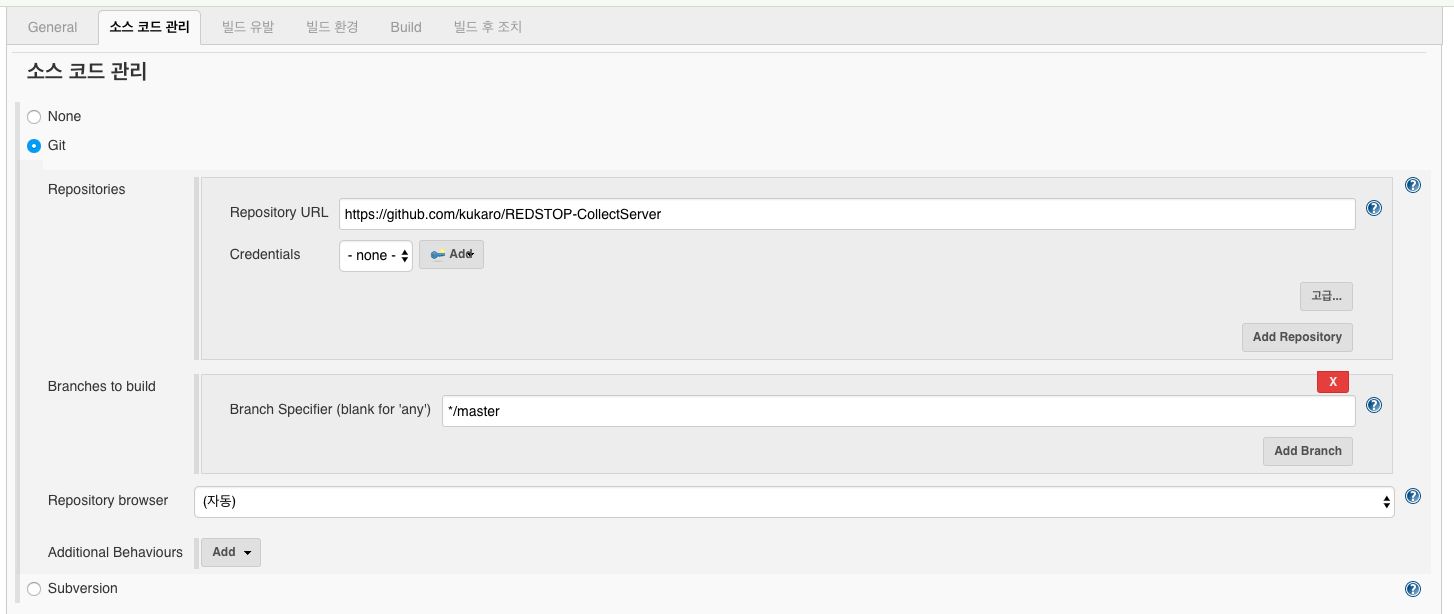 General 소스 코드 관리 빌드 유발 빌드 환경 Build 빌드 후 조치
소스 코드 관리
None
Git
Repositories
Repository URL https://github.com/kukaro/REDSTOP-CollectServer
Credentials - none - Add
고급...
Add Repository
Branches to build
X
Branch Specifier (blank for 'any') */master
Add Branch
Repository browser (자동)
Additional Behaviours Add
Subversion